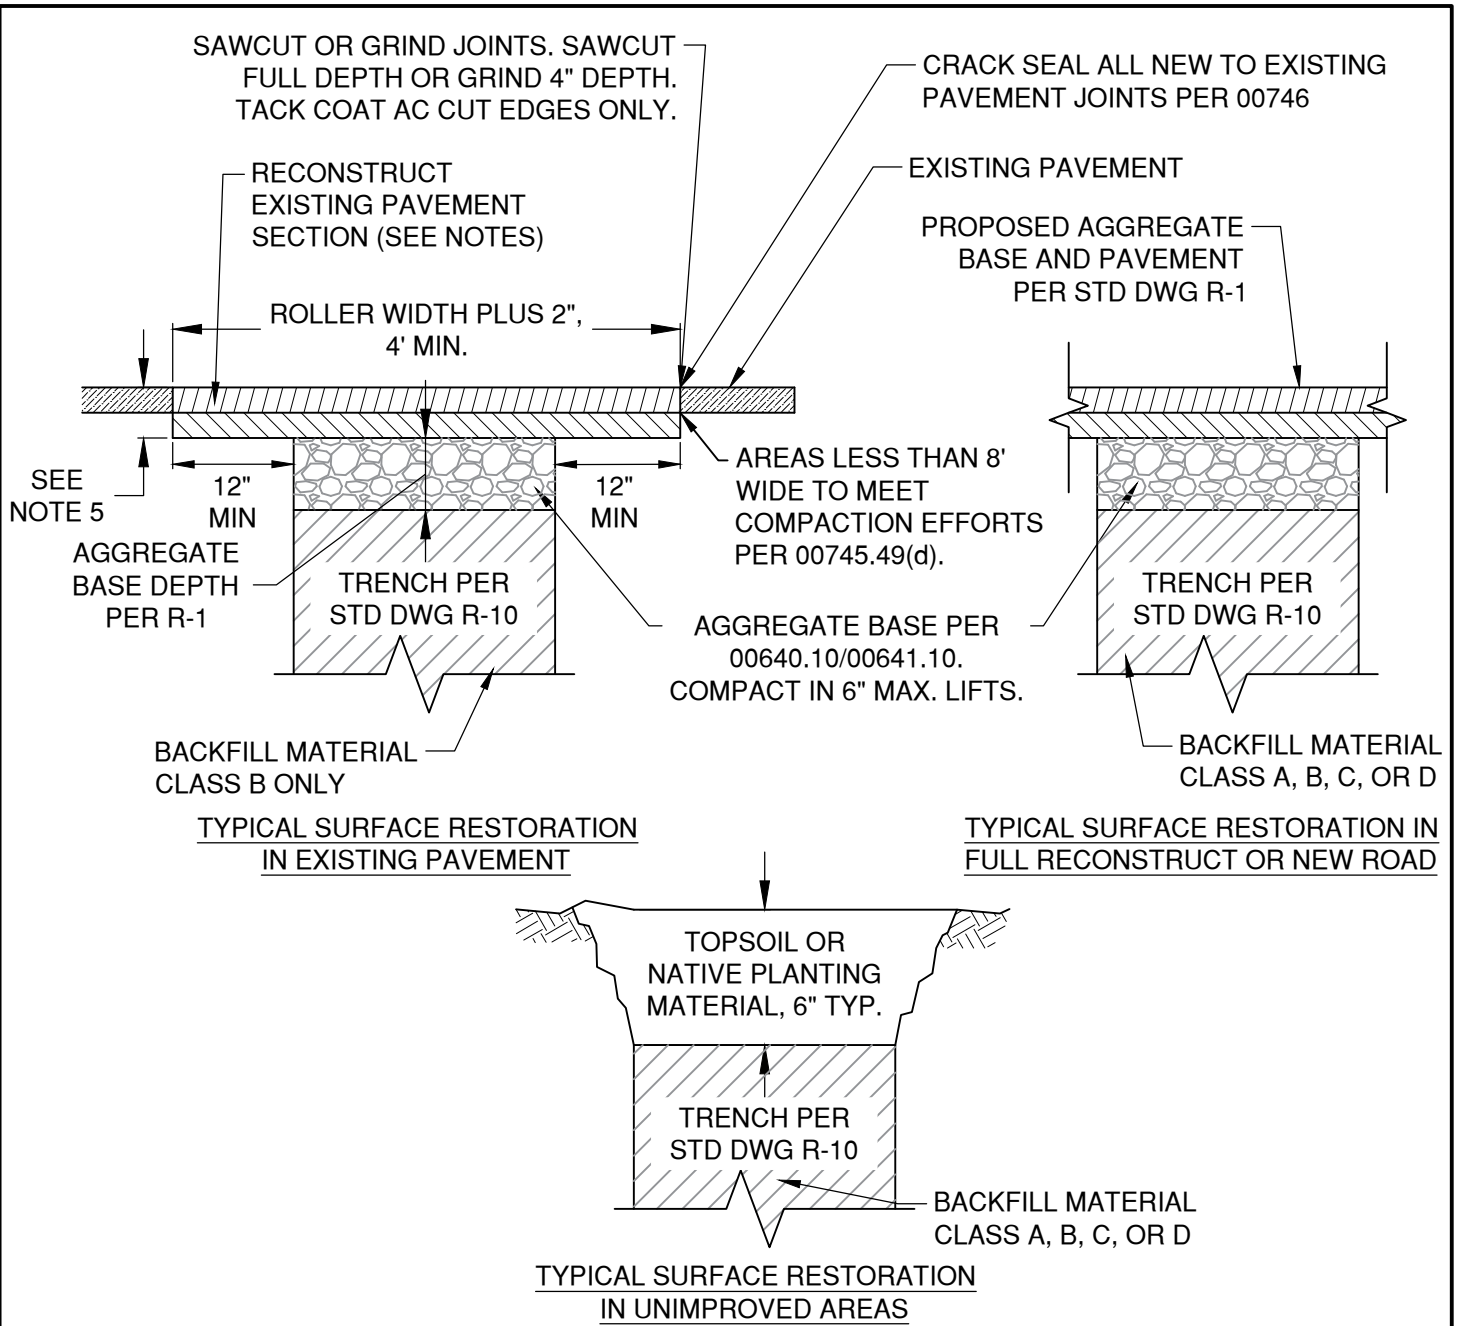 SAWCUT OR GRIND JOINTS. SAWCUT
FULL DEPTH OR GRIND 4" DEPTH.
TACK COAT AC CUT EDGES ONLY.
CRACK SEAL ALL NEW TO EXISTING
PAVEMENT JOINTS PER 00746
RECONSTRUCT
EXISTING PAVEMENT
SECTION (SEE NOTES)
EXISTING PAVEMENT
PROPOSED AGGREGATE
BASE AND PAVEMENT
PER STD DWG R-1
ROLLER WIDTH PLUS 2",
4' MIN.
SEE
NOTE 5
12"
MIN
12"
MIN
AREAS LESS THAN 8'
WIDE TO MEET
COMPACTION EFFORTS
PER 00745.49(d).
AGGREGATE
BASE DEPTH
PER R-1
TRENCH PER
STD DWG R-10
AGGREGATE BASE PER
00640.10/00641.10.
COMPACT IN 6" MAX. LIFTS.
TRENCH PER
STD DWG R-10
BACKFILL MATERIAL
CLASS B ONLY
BACKFILL MATERIAL
CLASS A, B, C, OR D
TYPICAL SURFACE RESTORATION
IN EXISTING PAVEMENT
TYPICAL SURFACE RESTORATION IN
FULL RECONSTRUCT OR NEW ROAD
TOPSOIL OR
NATIVE PLANTING
MATERIAL, 6" TYP.
TRENCH PER
STD DWG R-10
BACKFILL MATERIAL
CLASS A, B, C, OR D
TYPICAL SURFACE RESTORATION
IN UNIMPROVED AREAS